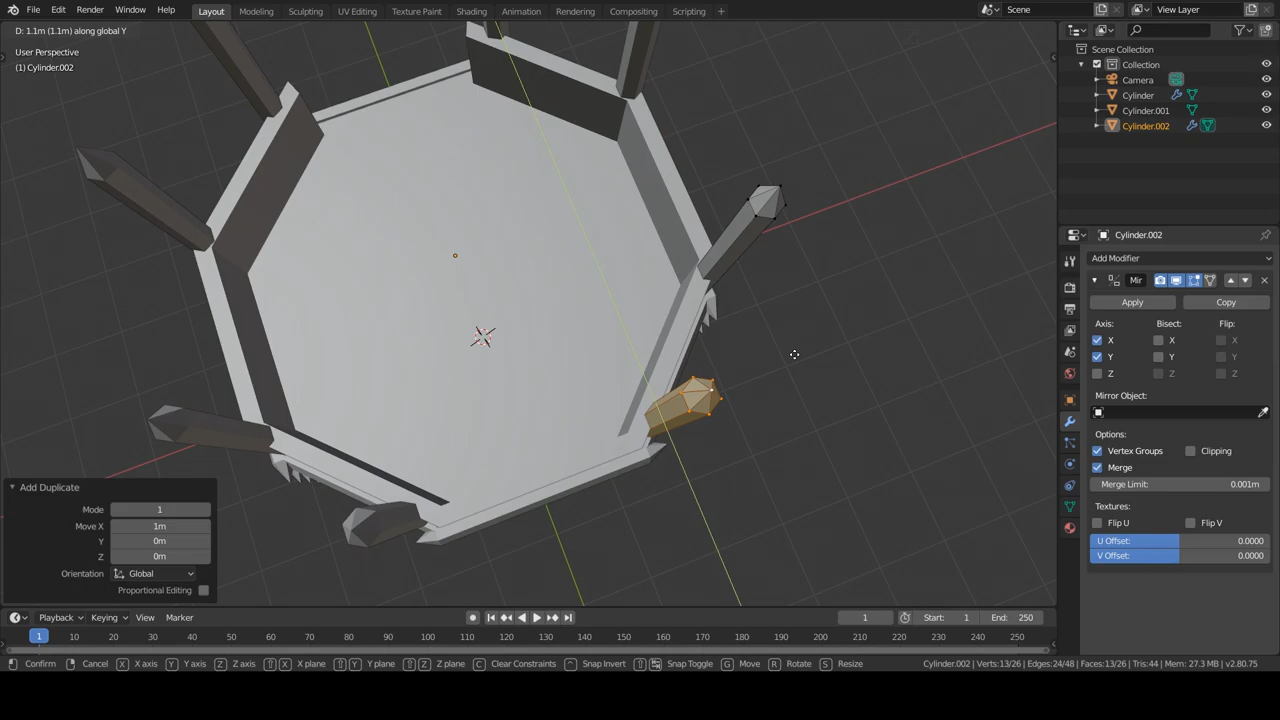 File Edit Render Window Help Layout Modeling Sculpting UV Editing Texture Paint Shading Animation Rendering Compositing Scripting + Scene View Layer
D: 1.1m (1.1m) along global Y
User Perspective
(1) Cylinder.002
Scene Collection
Collection
Camera
Cylinder
Cylinder.001
Cylinder.002
Cylinder.002
Add Modifier
Mir
Apply Copy
Axis: Bisect: Flip:
X X X
Y Y Y
Z Z Z
Mirror Object:
Options:
Vertex Groups Clipping
Merge
Merge Limit: 0.001m
Textures:
Flip U Flip V
U Offset: 0.0000
V Offset: 0.0000
Add Duplicate
Mode 1
Move X 1m
Y 0m
Z 0m
Orientation Global
Proportional Editing
Playback Keying View Marker 1 Start: 1 End: 250
1 10 20 30 40 50 60 70 80 90 100 110 120 130 140 150 160 170 180 190 200 210 220 230 240 250
Confirm Cancel X X axis Y Y axis Z Z axis X X plane Y Y plane Z Z plane C Clear Constraints Snap Invert Snap Toggle G Move R Rotate S Resize Cylinder.002 | Verts:13/26 | Edges:24/48 | Faces:13/26 | Tris:44 | Mem: 27.3 MB | v2.80.75